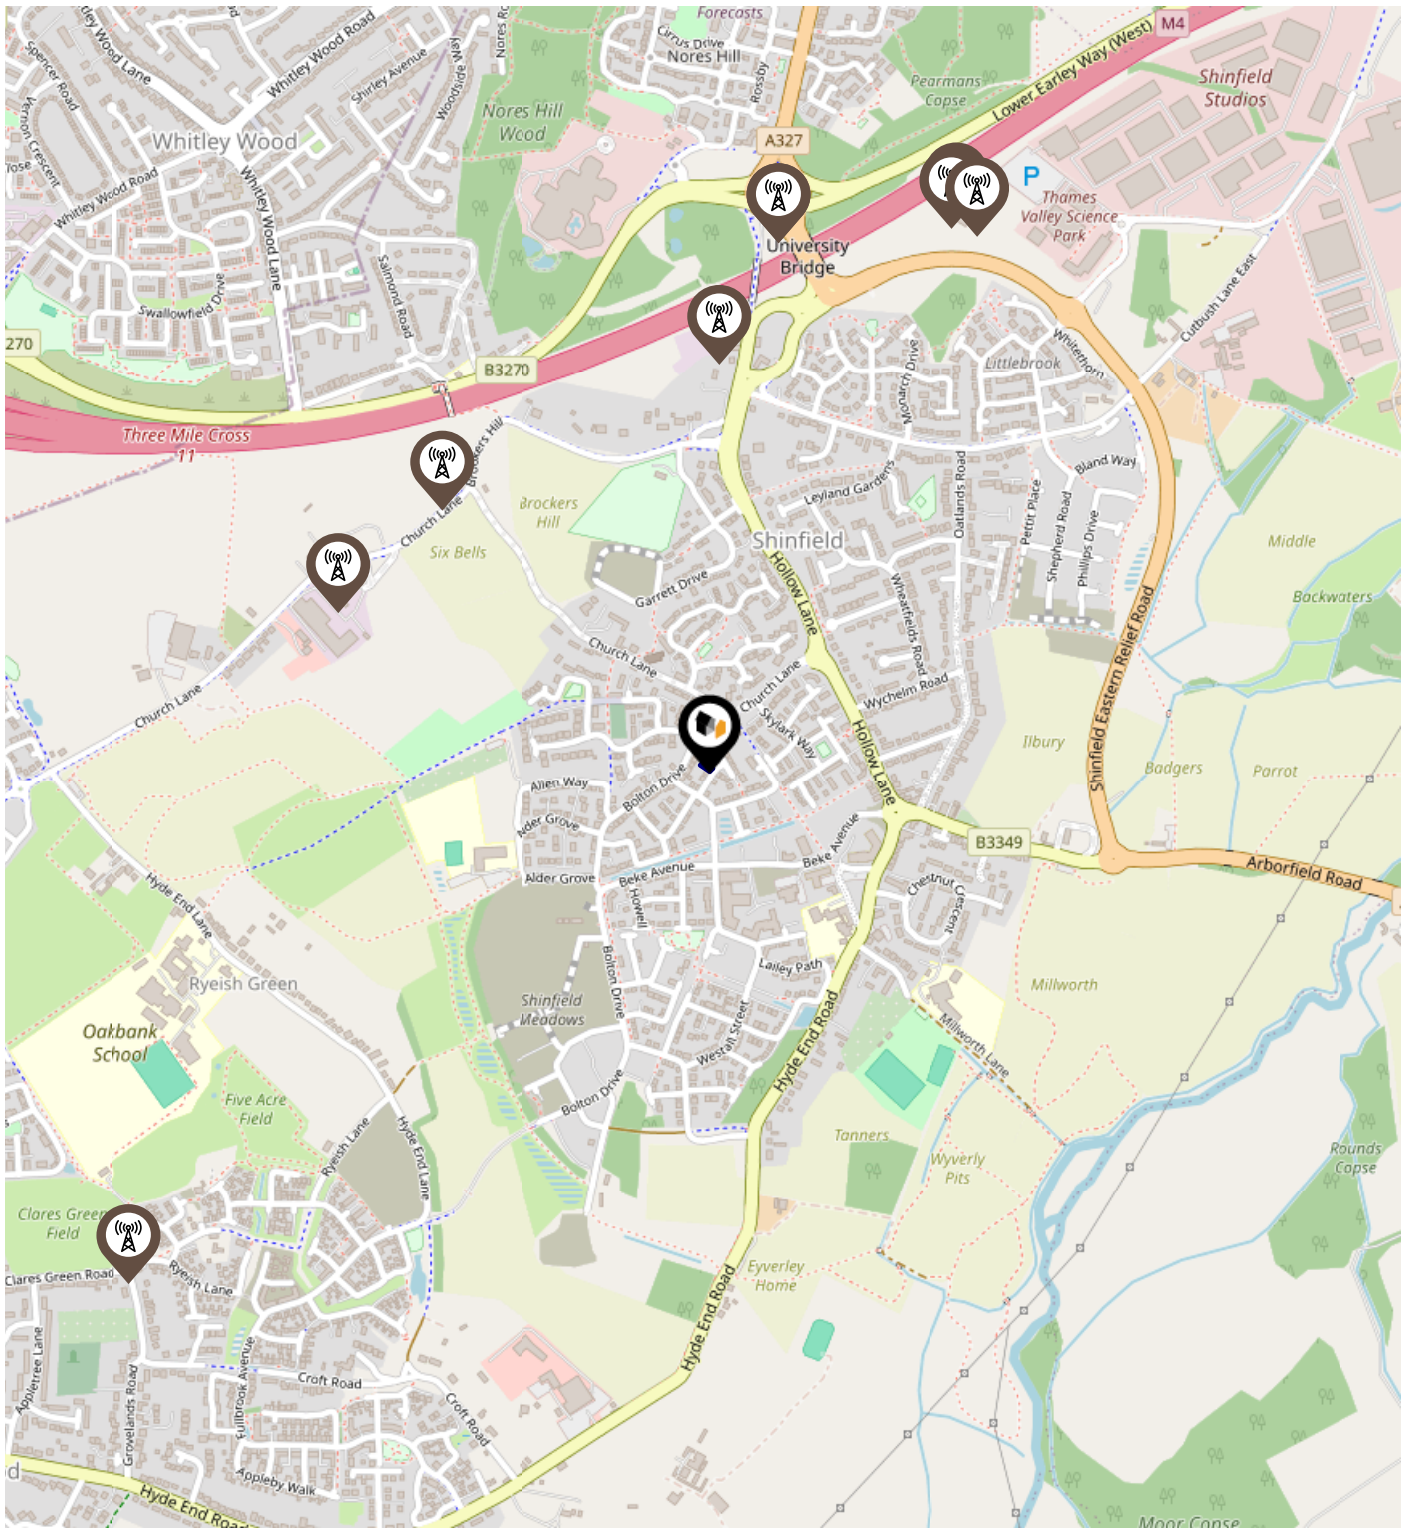 Forecasts
M4
Whitley Wood Lane
Whitley Wood Road
Nores Ro
Cirrus Drive
Nores Hill
Spencer Road
Shirley Avenue
Woodside Way
Rossby
Pearmans
Copse
Lower Earley Way (West)
Shinfield
Studios
Vernon Crescent
Nores Hill
Wood
A327
Whitley Wood
Whitley Wood Road
Whitley Wood Lane
P
Thames
Valley Science
Park
University
Bridge
Salmond Road
Swallowfield Drive
Cutbush Lane East
270
B3270
Monarch Drive
Littlebrook
Whitethorn
Three Mile Cross
11
Brockers Hill
Church Lane
Brockers
Hill
Six Bells
Leyland Gardens
Oatlands Road
Bland Way
Pettit Place
Shepherd Road
Phillips Drive
Shinfield
Hollow Lane
Middle
Backwaters
Garrett Drive
Wheatfields Road
Shinfield Eastern Relief Road
Church Lane
Church Lane
Wychelm Road
Church Lane
Skylark Way
Hollow Lane
Ilbury
Badgers
Parrot
Allen Way
Bolton Drive
Alder Grove
Beke Avenue
B3349
Arborfield Road
Alder Grove
Beke Avenue
Howell
Chestnut Crescent
Hyde End Lane
Bolton Drive
Lailey Path
Ryeish Green
Shinfield
Meadows
Millworth
Oakbank
School
Westall Street
Hyde End Road
Millworth Lane
Five Acre
Field
Bolton Drive
Ryeish Lane
Hyde End Lane
Tanners
Wyverly
Pits
Rounds
Copse
Clares Green
Field
Clares Green Road
Ryeish Lane
Eyverley
Home
Hyde End Road
Appletree Lane
Grovelands Road
Fullbrook Avenue
Croft Road
Croft Road
Appleby Walk
Hyde End Road
Moor Copse